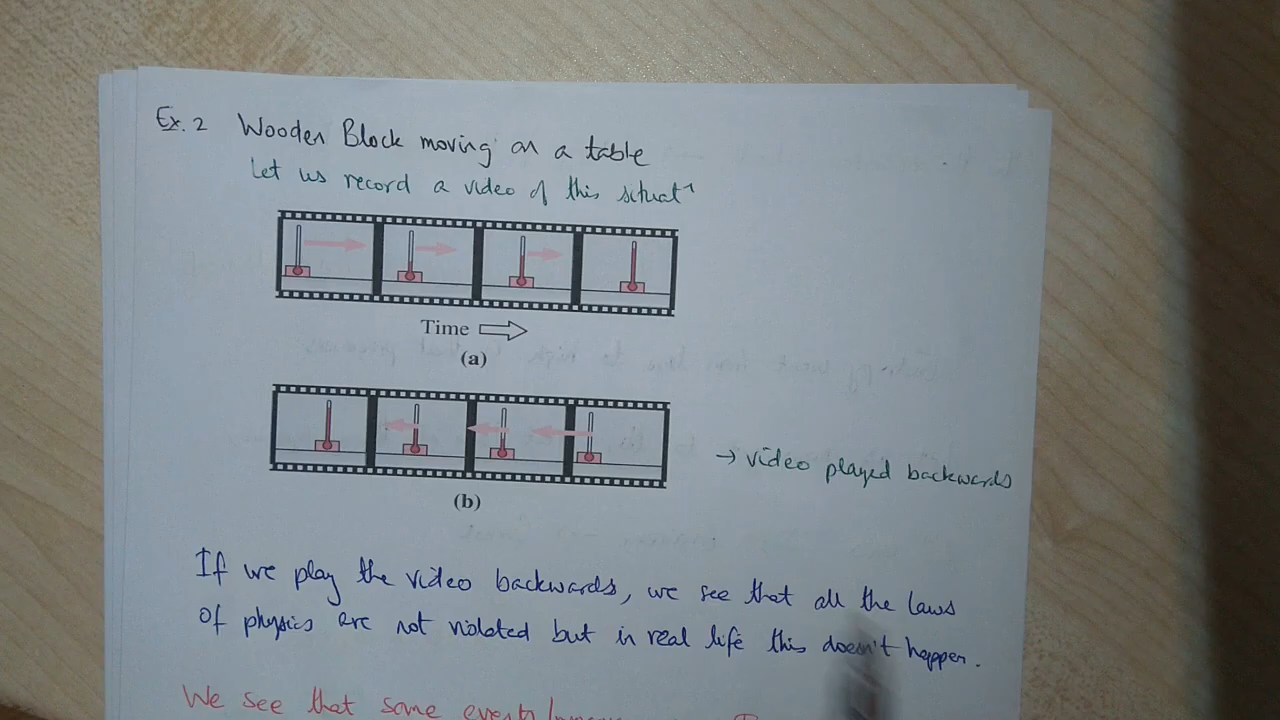 Ex. 2 Wooden Block moving on a table
Let us record a video of this situatⁿ
Time
(a)
→ video played backwards
(b)
If we play the video backwards, we see that all the laws
of physics are not violated but in real life this doesn't happen.
We see that some events